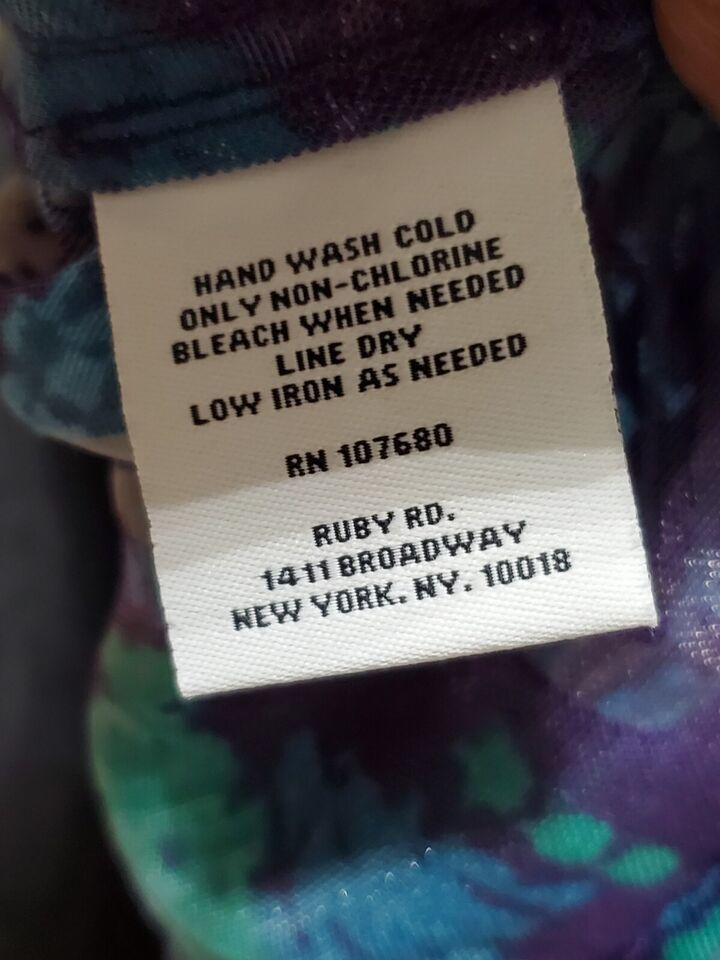 HAND WASH COLD
ONLY NON-CHLORINE
BLEACH WHEN NEEDED
LINE DRY
LOW IRON AS NEEDED
RN 107680
RUBY RD.
1411 BROADWAY
NEW YORK. NY. 10018